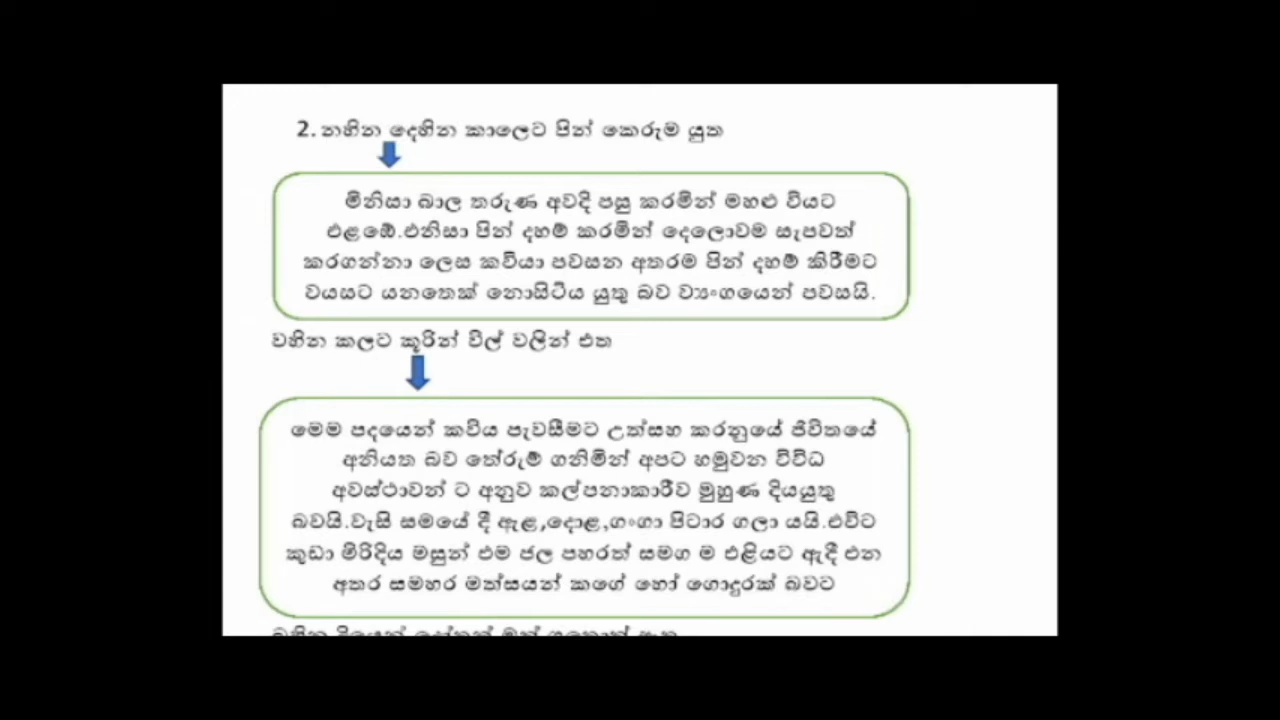 2. නහින දෙහින කාලෙට පින් කෙරුම යුත
මිනිසා බාල තරුණ අවදි පසු කරමින් මහළු වියට
එළඹේ.එනිසා පින් දහම් කරමින් දෙලොවම සැපවත්
කරගන්නා ලෙස කවියා පවසන අතරම පින් දහම් කිරීමට
වයසට යනතෙක් නොසිටිය යුතු බව ව්‍යංගයෙන් පවසයි.
වහින කලට කූරින් වීල් වලින් එත
මෙම පදයෙන් කවිය පැවසීමට උත්සහ කරනුයේ ජීවිතයේ
අනියත බව තේරුම් ගනිමින් අපට හමුවන විවිධ
අවස්ථාවන් ට අනුව කල්පනාකාරීව මුහුණ දියයුතු
බවයි.වැසි සමයේ දී ඇළ,දොළ,ගංගා පිටාර ගලා යයි.එවිට
කුඩා මිරිදිය මසුන් එම ජල පහරත් සමග ම එළියට ඇදී එන
අතර සමහර මත්සයන් කගේ හෝ ගොදුරක් බවට